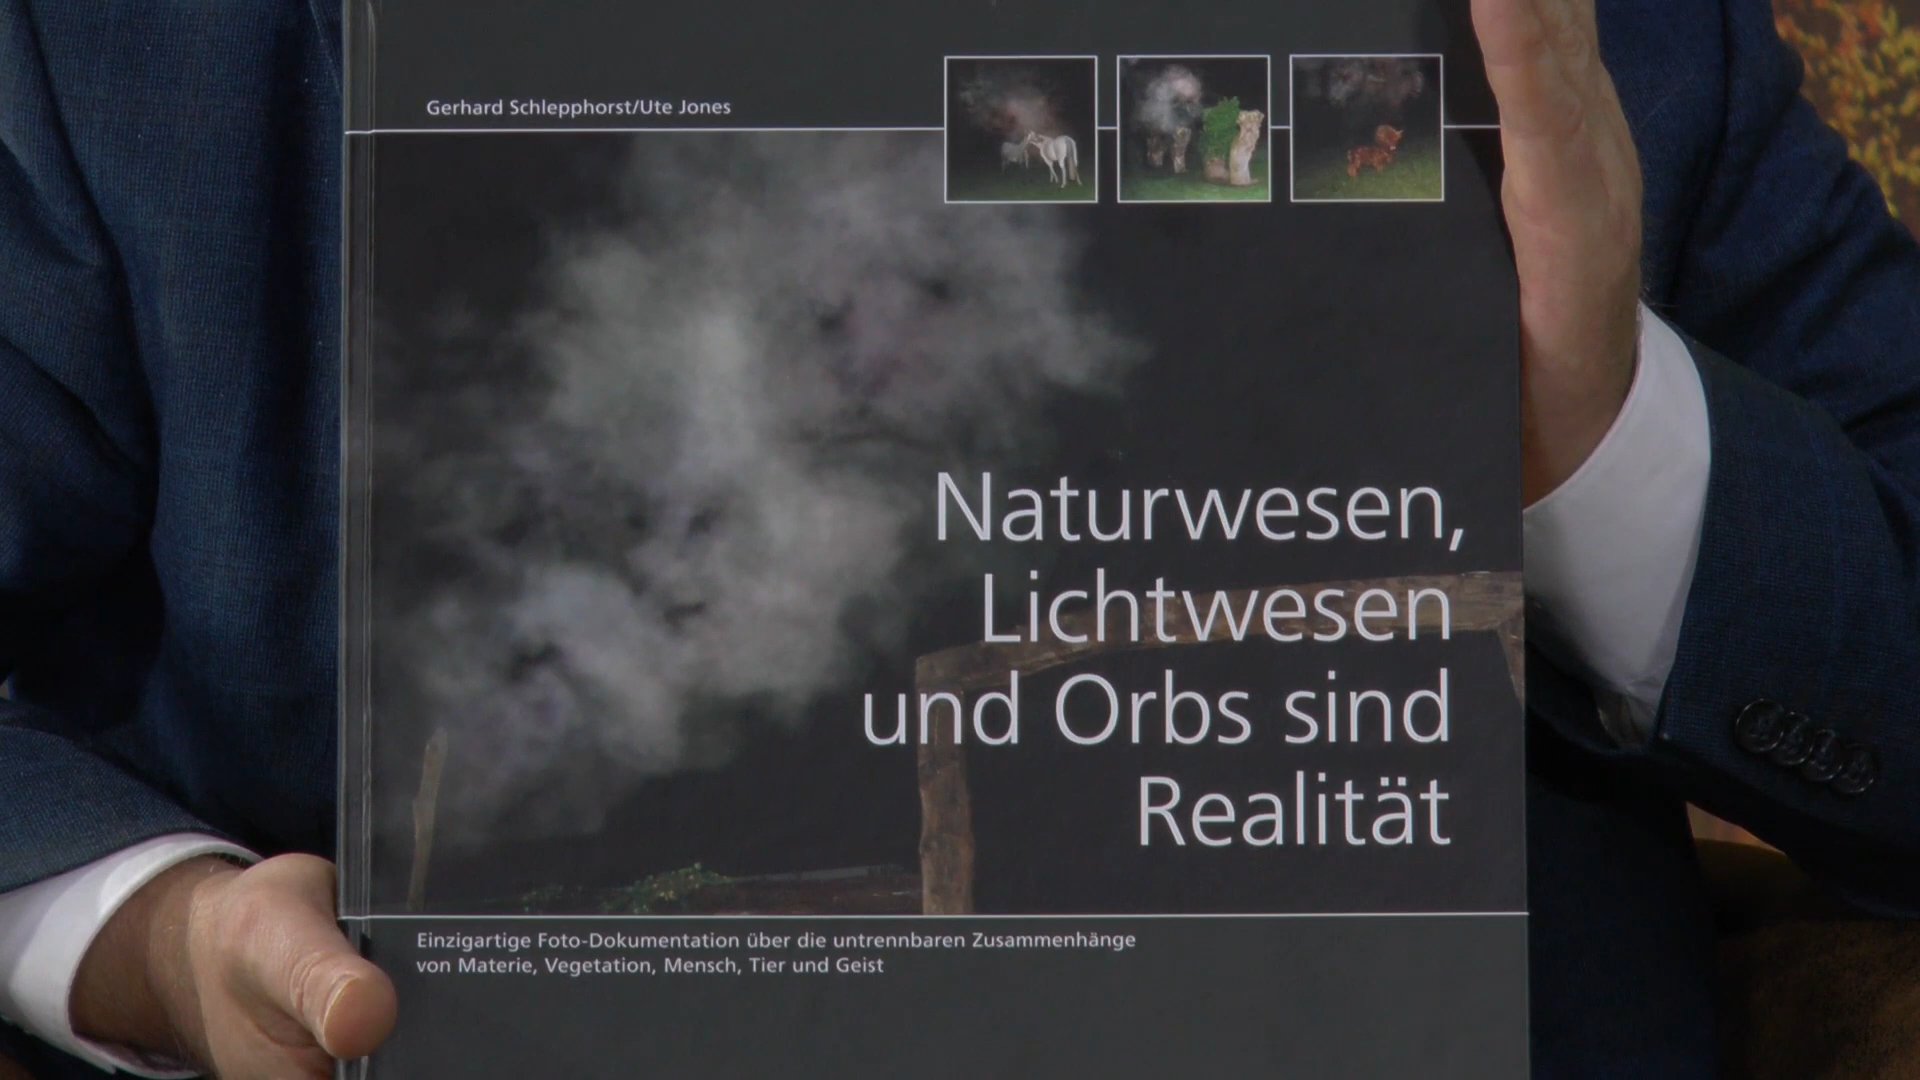 Gerhard Schlepphorst/Ute Jones
Naturwesen,
Lichtwesen
und Orbs sind
Realität
Einzigartige Foto-Dokumentation über die untrennbaren Zusammenhänge
von Materie, Vegetation, Mensch, Tier und Geist